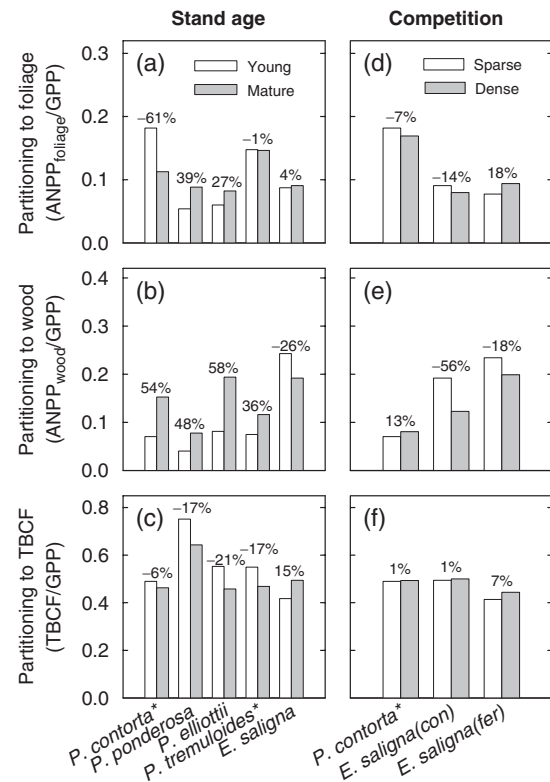 Stand age
Competition
Partitioning to foliage
(ANPPfoliage/GPP)
0.3
0.2
0.1
0.0
(a)
Young
Mature
−61%
39%
27%
−1%
4%
(d)
Sparse
Dense
−7%
−14%
18%
Partitioning to wood
(ANPPwood/GPP)
0.4
0.3
0.2
0.1
0.0
(b)
54%
48%
58%
36%
−26%
(e)
13%
−56%
−18%
Partitioning to TBCF
(TBCF/GPP)
0.8
0.6
0.4
0.2
0.0
(c)
−6%
−17%
−21%
−17%
15%
(f)
1%
1%
7%
P. contorta*
P. ponderosa
P. elliottii
P. tremuloides*
E. saligna
P. contorta*
E. saligna(con)
E. saligna(fer)